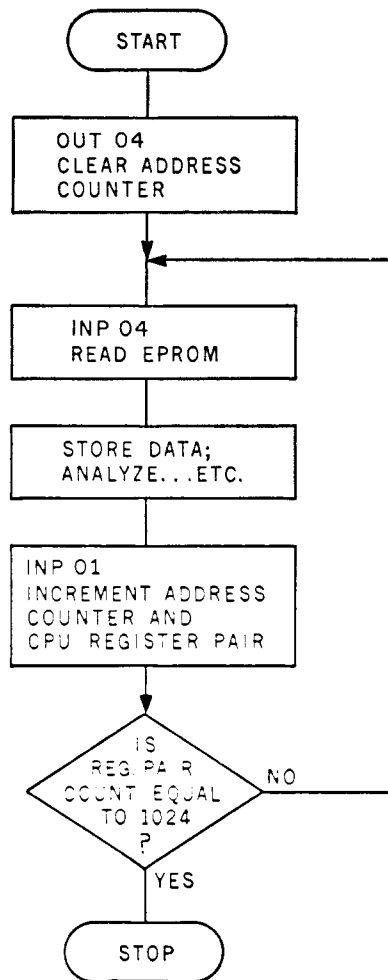 START
OUT 04
CLEAR ADDRESS
COUNTER
INP 04
READ EPROM
STORE DATA;
ANALYZE...ETC.
INP 01
INCREMENT ADDRESS
COUNTER AND
CPU REGISTER PAIR
IS
REG. PAIR
COUNT EQUAL
TO 1024
?
NO
YES
STOP